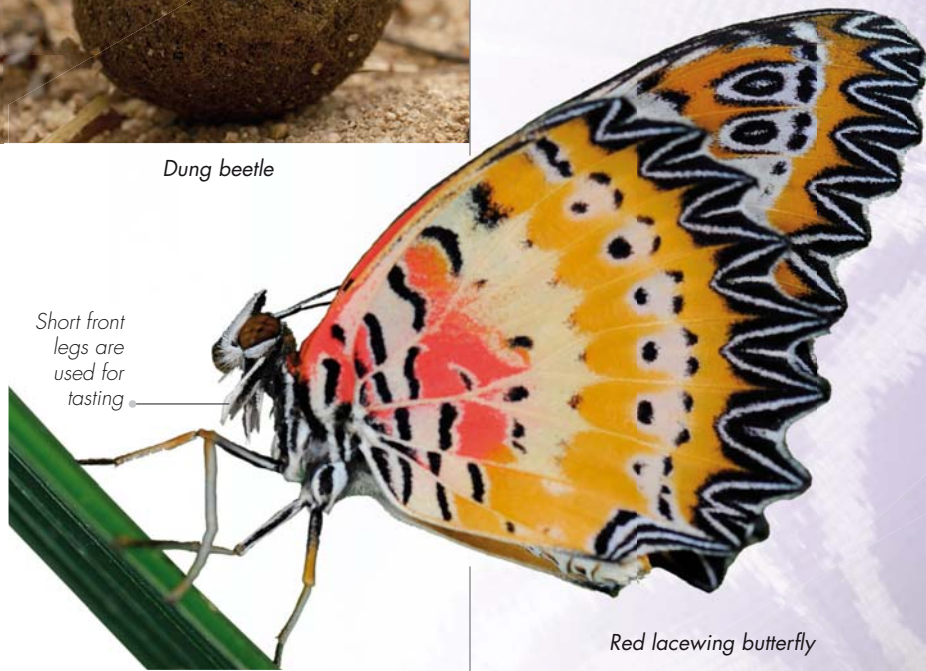 Dung beetle
Short front
legs are
used for
tasting
Red lacewing butterfly